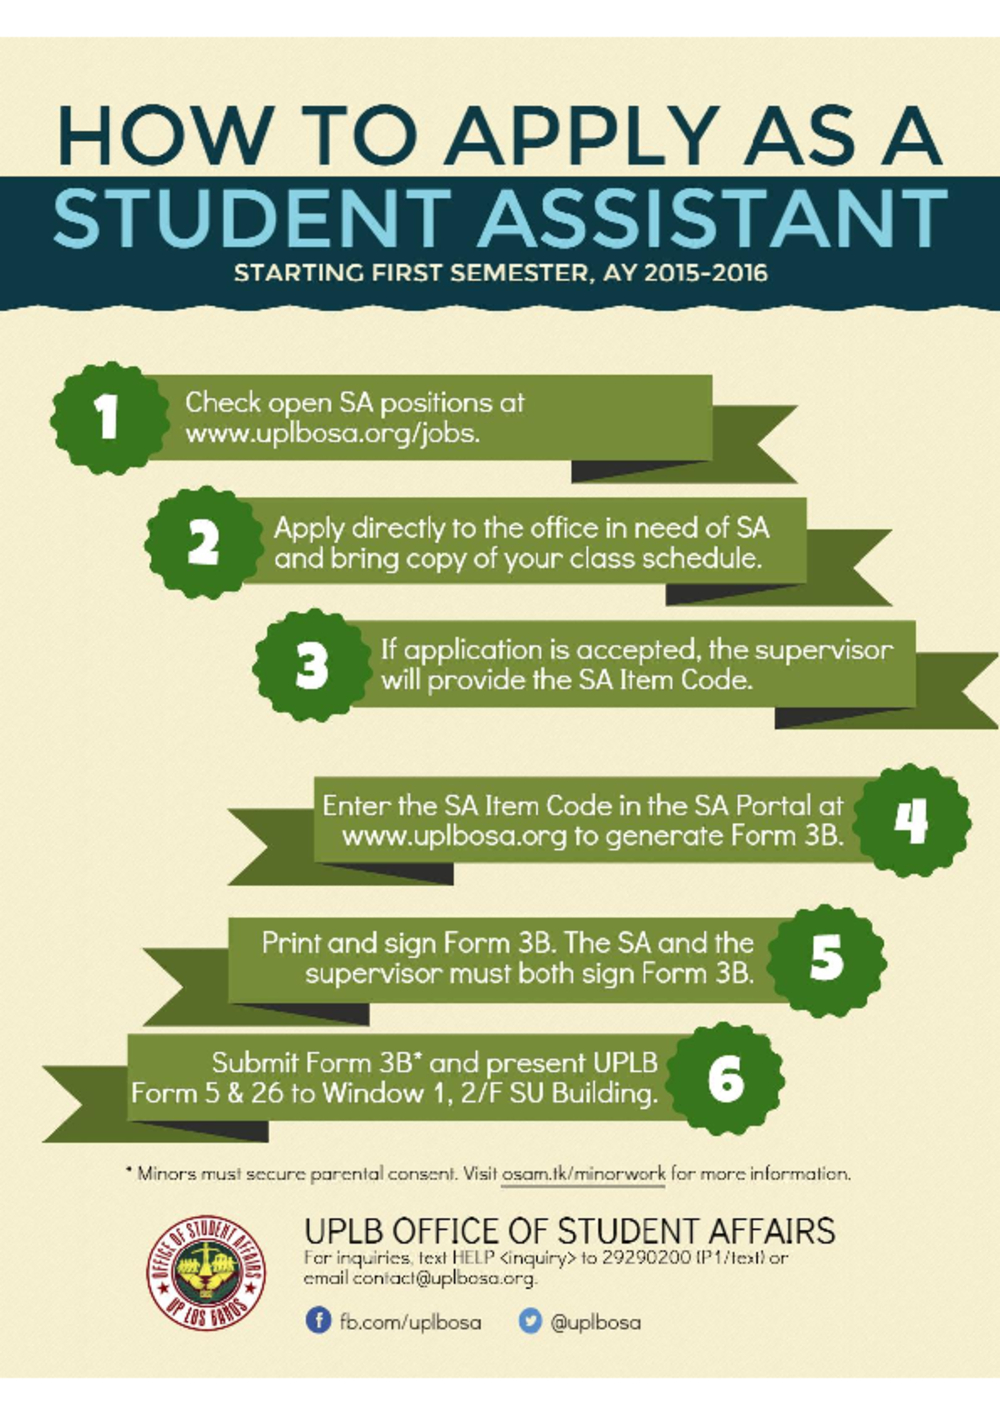 HOW TO APPLY AS A
STUDENT ASSISTANT
STARTING FIRST SEMESTER, AY 2015-2016
1
Check open SA positions at
www.uplbosa.org/jobs.
2
Apply directly to the office in need of SA
and bring copy of your class schedule.
3
If application is accepted, the supervisor
will provide the SA Item Code.
4
Enter the SA Item Code in the SA Portal at
www.uplbosa.org to generate Form 3B.
5
Print and sign Form 3B. The SA and the
supervisor must both sign Form 3B.
6
Submit Form 3B* and present UPLB
Form 5 & 26 to Window 1, 2/F SU Building.
* Minors must secure parental consent. Visit osam.tk/minorwork for more information.
OFFICE OF STUDENT AFFAIRS
UP LOS BAÑOS
UPLB OFFICE OF STUDENT AFFAIRS
For inquiries, text HELP <inquiry> to 29290200 (P1/text) or
email contact@uplbosa.org.
fb.com/uplbosa
@uplbosa